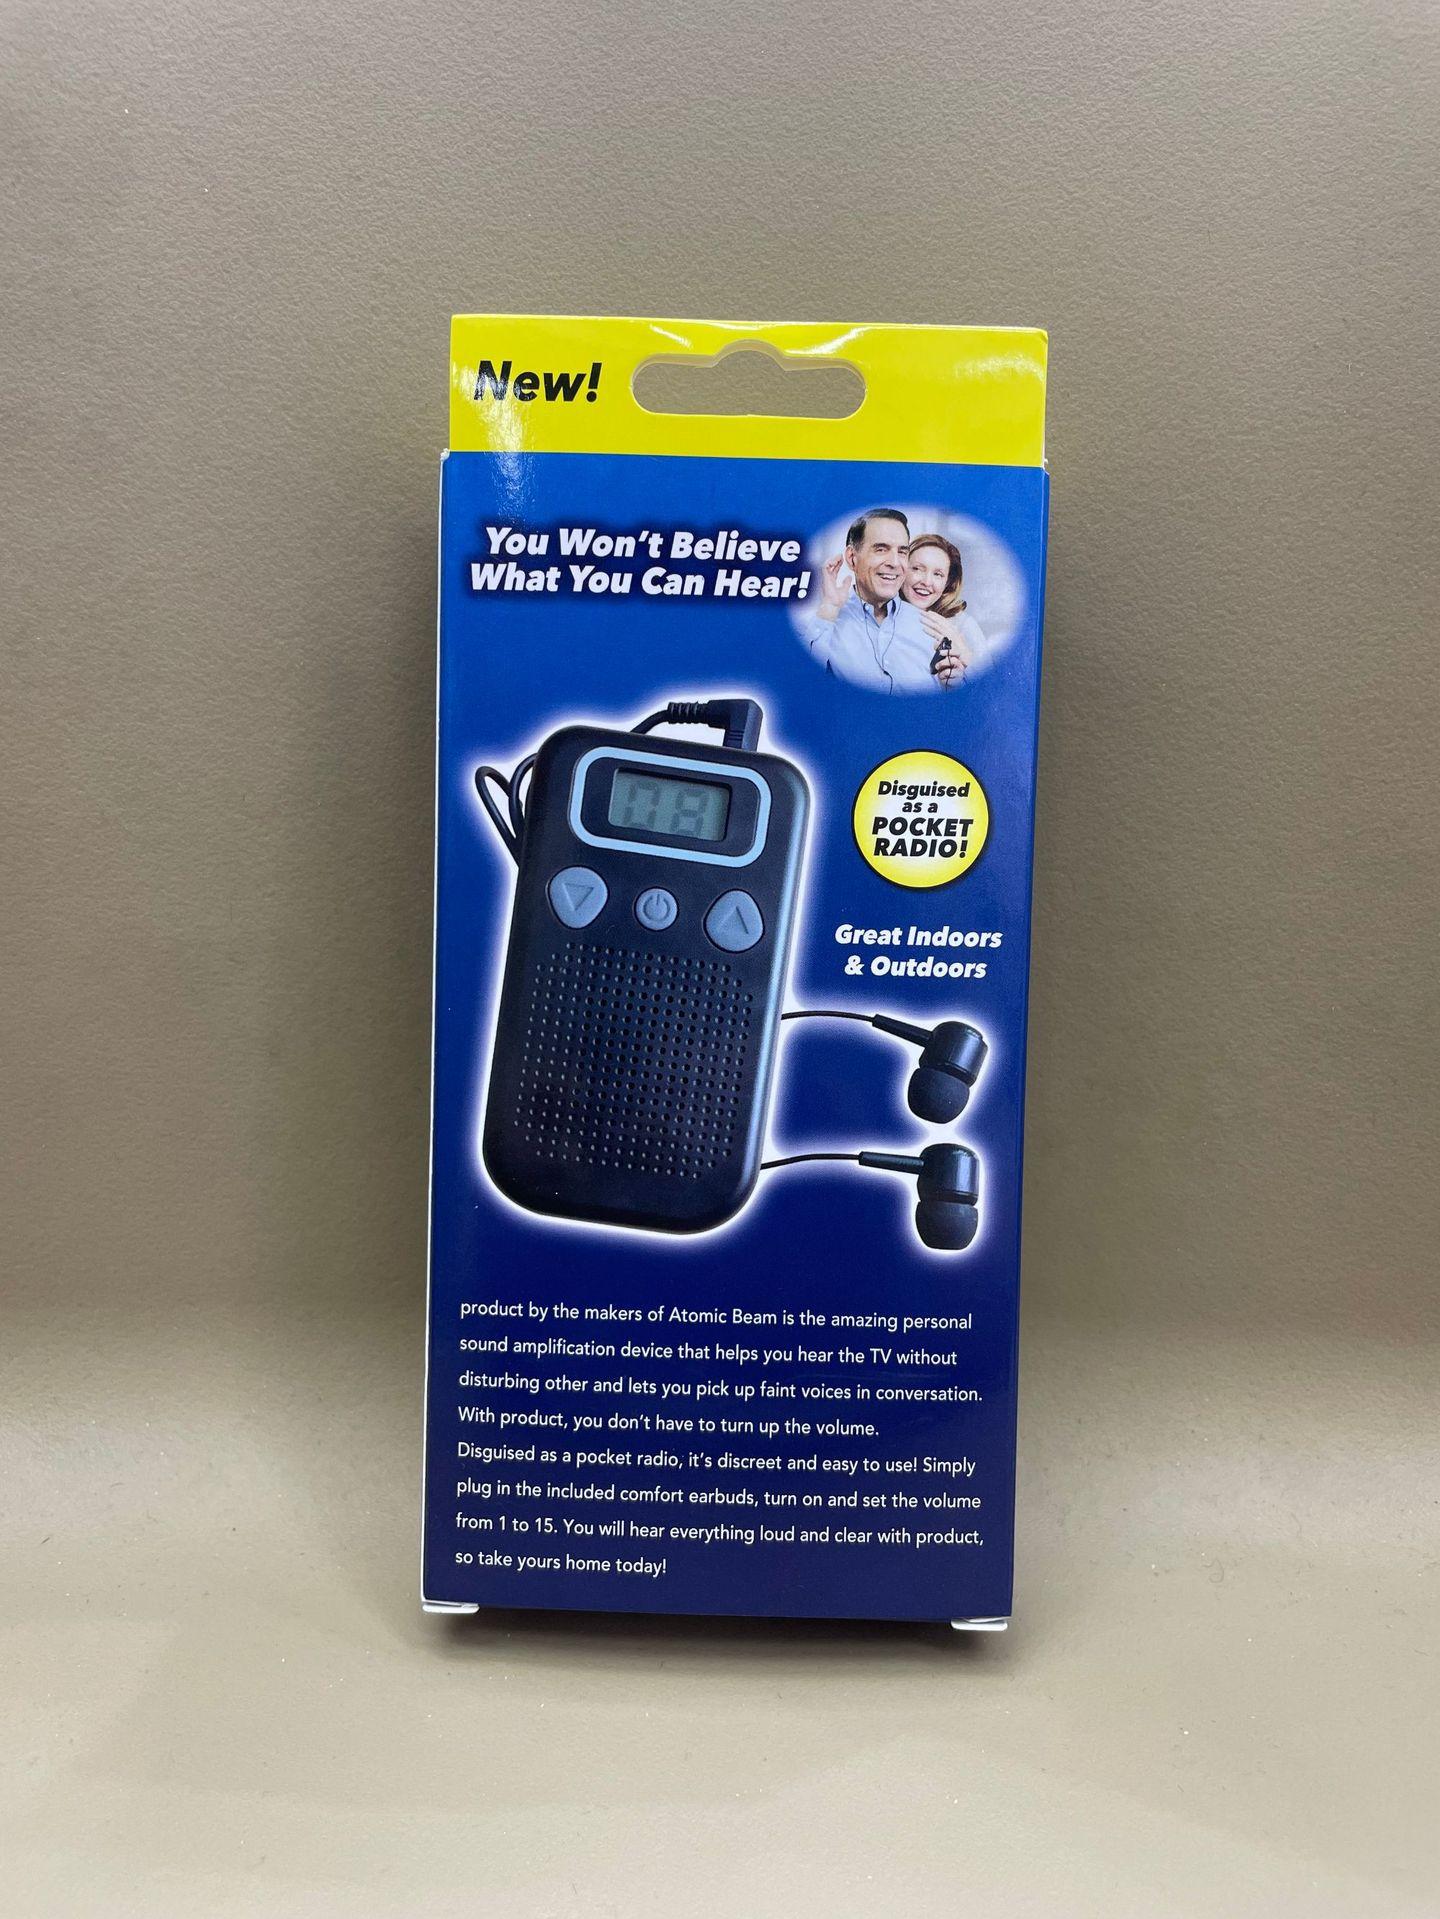 New!
You Won't Believe
What You Can Hear!
08
Disguised
as a
POCKET
RADIO!
Great Indoors
& Outdoors
product by the makers of Atomic Beam is the amazing personal
sound amplification device that helps you hear the TV without
disturbing other and lets you pick up faint voices in conversation.
With product, you don't have to turn up the volume.
Disguised as a pocket radio, it's discreet and easy to use! Simply
plug in the included comfort earbuds, turn on and set the volume
from 1 to 15. You will hear everything loud and clear with product,
so take yours home today!